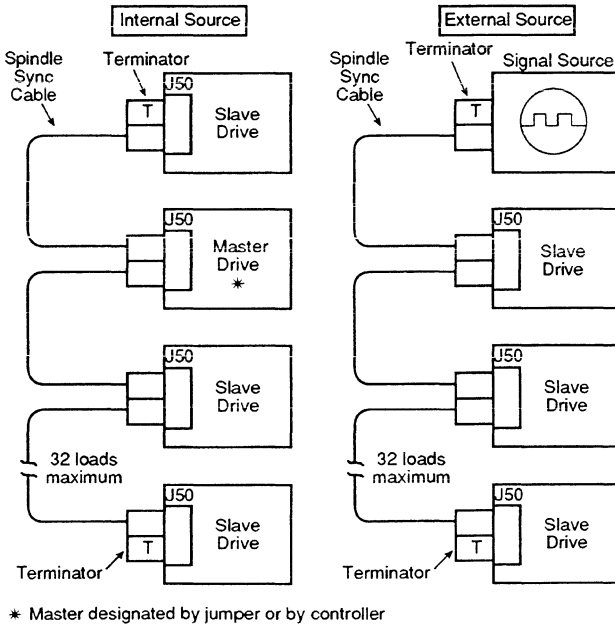 Internal Source
External Source
Spindle
Sync
Cable
Terminator
J50
T
Slave
Drive
J50
Master
Drive
✷
J50
Slave
Drive
32 loads
maximum
J50
T
Slave
Drive
Terminator
Spindle
Sync
Cable
Terminator
Signal Source
T
J50
Slave
Drive
J50
Slave
Drive
32 loads
maximum
J50
T
Slave
Drive
Terminator
✷ Master designated by jumper or by controller